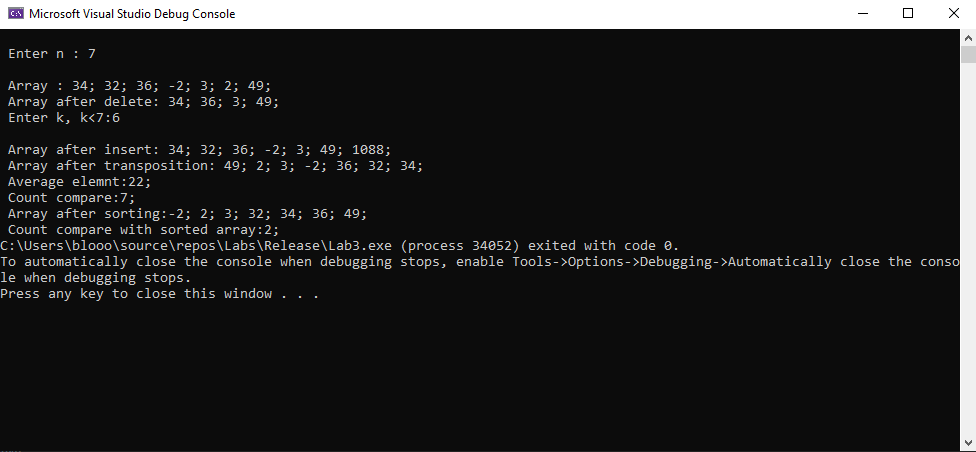 Microsoft Visual Studio Debug Console
Enter n : 7
Array : 34; 32; 36; -2; 3; 2; 49;
Array after delete: 34; 36; 3; 49;
Enter k, k<7:6
Array after insert: 34; 32; 36; -2; 3; 49; 1088;
Array after transposition: 49; 2; 3; -2; 36; 32; 34;
Average elemnt:22;
Count compare:7;
Array after sorting:-2; 2; 3; 32; 34; 36; 49;
Count compare with sorted array:2;
C:\Users\blooo\source\repos\Labs\Release\Lab3.exe (process 34052) exited with code 0.
To automatically close the console when debugging stops, enable Tools->Options->Debugging->Automatically close the conso
le when debugging stops.
Press any key to close this window . . .